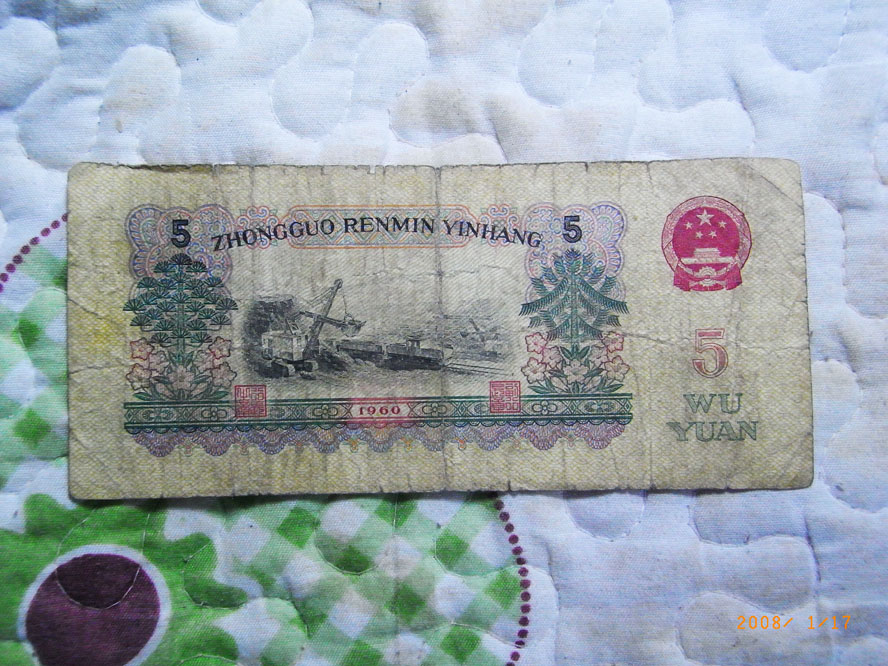 5 5
ZHONGGUO RENMIN YINHANG
5
WU
YUAN
1960
2008/ 1/17